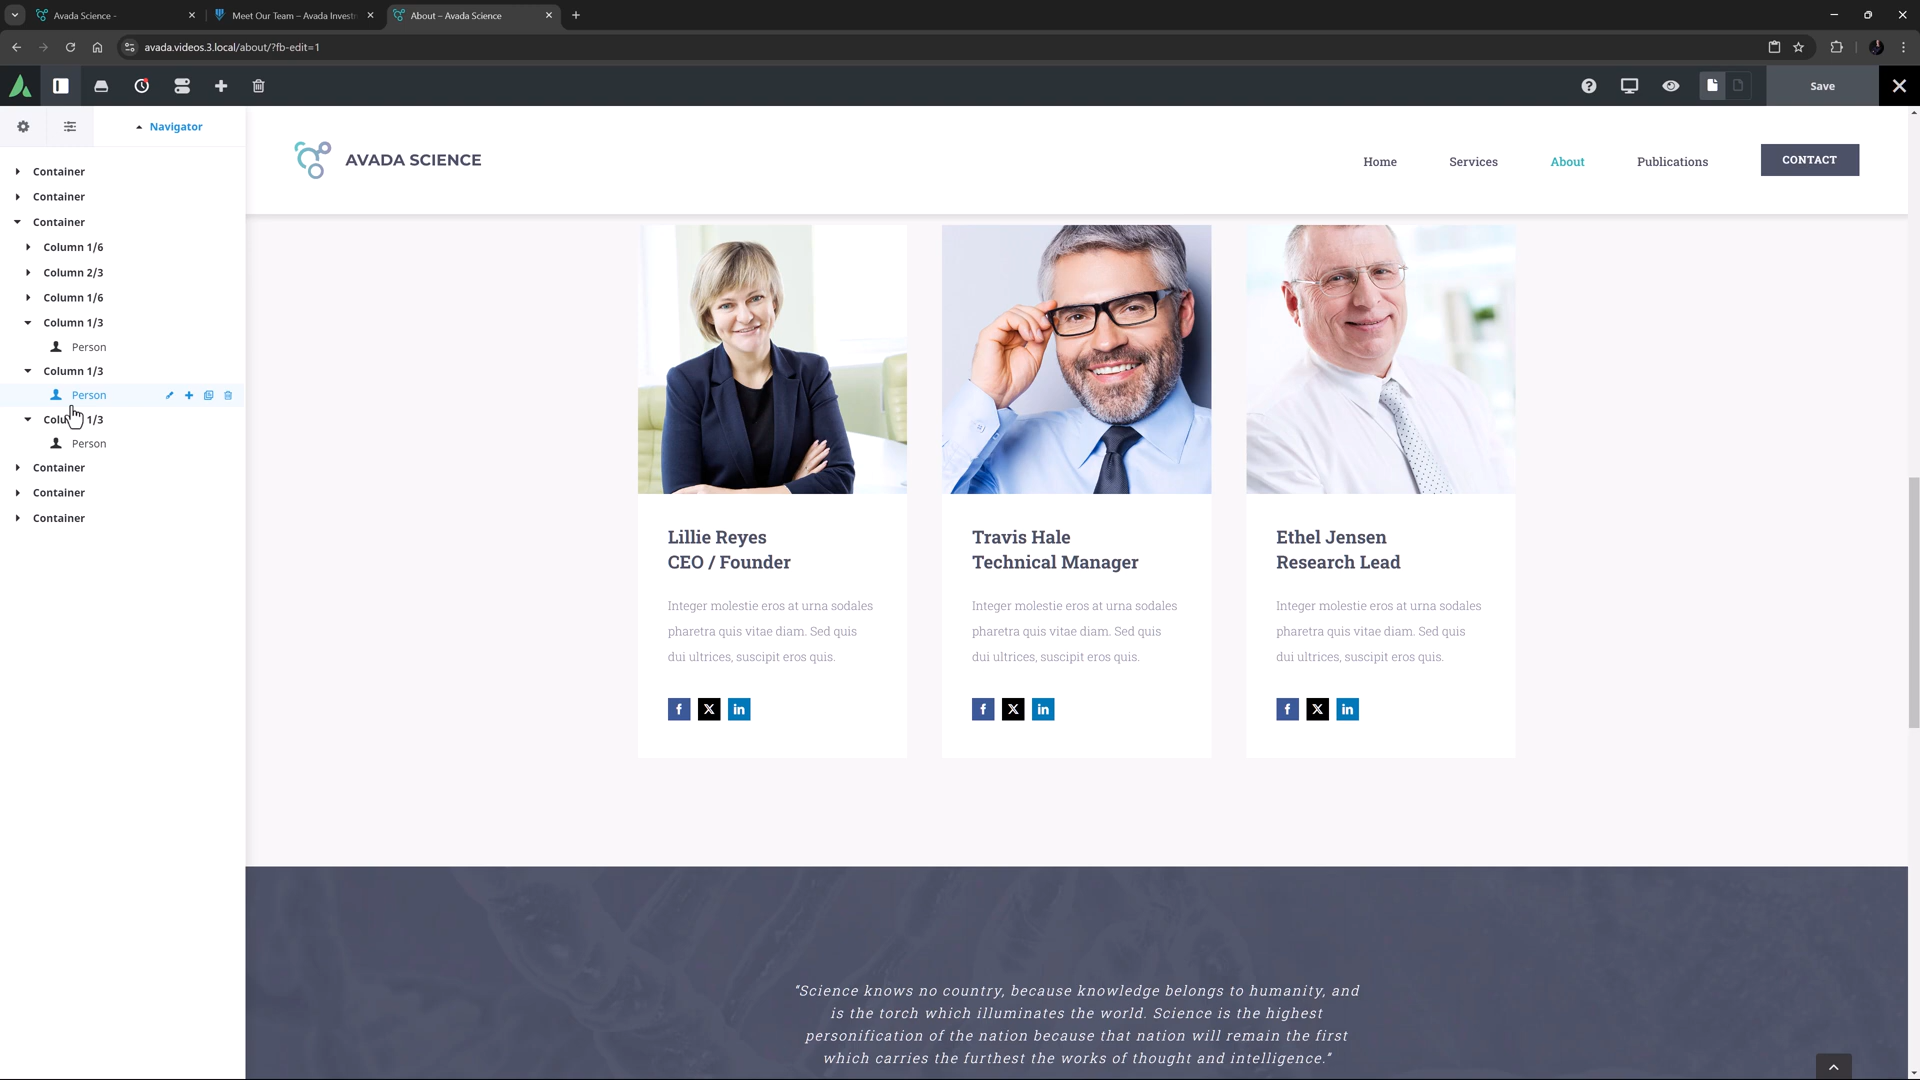 Avada Science -
Meet Our Team – Avada Invest
About – Avada Science
avada.videos.3.local/about/?fb-edit=1
Save
Navigator
Container
Container
Container
Column 1/6
Column 2/3
Column 1/6
Column 1/3
Person
Column 1/3
Person
Column 1/3
Person
Container
Container
Container
AVADA SCIENCE
Home
Services
About
Publications
CONTACT
Lillie Reyes
CEO / Founder
Integer molestie eros at urna sodales
pharetra quis vitae diam. Sed quis
dui ultrices, suscipit eros quis.
Travis Hale
Technical Manager
Integer molestie eros at urna sodales
pharetra quis vitae diam. Sed quis
dui ultrices, suscipit eros quis.
Ethel Jensen
Research Lead
Integer molestie eros at urna sodales
pharetra quis vitae diam. Sed quis
dui ultrices, suscipit eros quis.
“Science knows no country, because knowledge belongs to humanity, and
is the torch which illuminates the world. Science is the highest
personification of the nation because that nation will remain the first
which carries the furthest the works of thought and intelligence.”